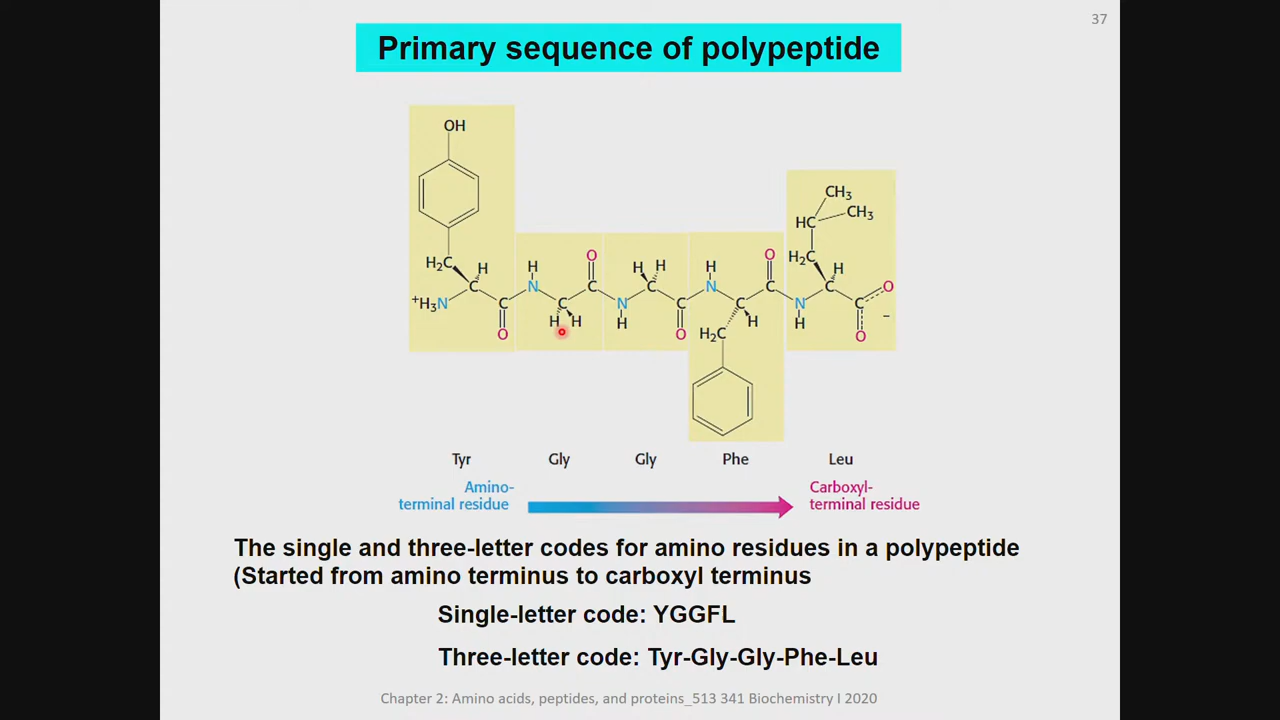 37
Primary sequence of polypeptide
OH
CH3
CH3
HC
H2C
H
H
O
H
H
H
O
H2C
H
N
C
C
N
C
C
O
+H3N
C
C
N
C
C
N
C
O
H
H
H
H2C
H
H
–
O
O
O
Tyr
Gly
Gly
Phe
Leu
Amino-
terminal residue
Carboxyl-
terminal residue
The single and three-letter codes for amino residues in a polypeptide
(Started from amino terminus to carboxyl terminus
Single-letter code: YGGFL
Three-letter code: Tyr-Gly-Gly-Phe-Leu
Chapter 2: Amino acids, peptides, and proteins_513 341 Biochemistry I 2020